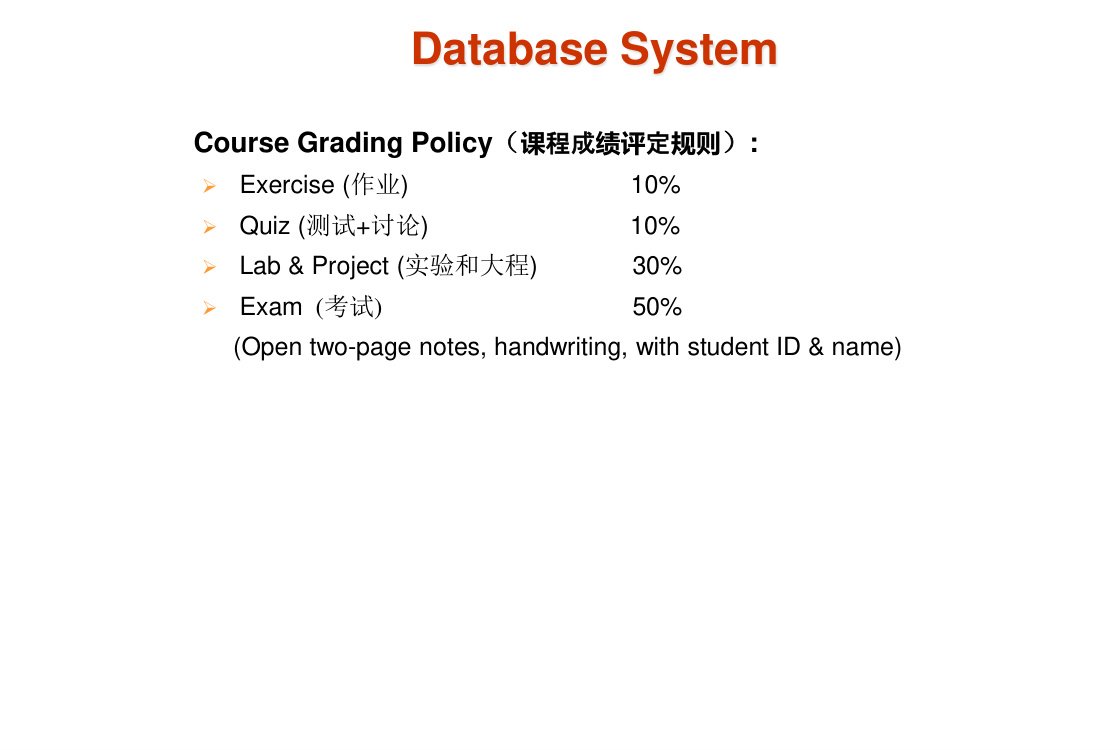 Database System
Course Grading Policy（课程成绩评定规则）:
Exercise (作业) 10%
Quiz (测试+讨论) 10%
Lab & Project (实验和大程) 30%
Exam (考试) 50%
(Open two-page notes, handwriting, with student ID & name)